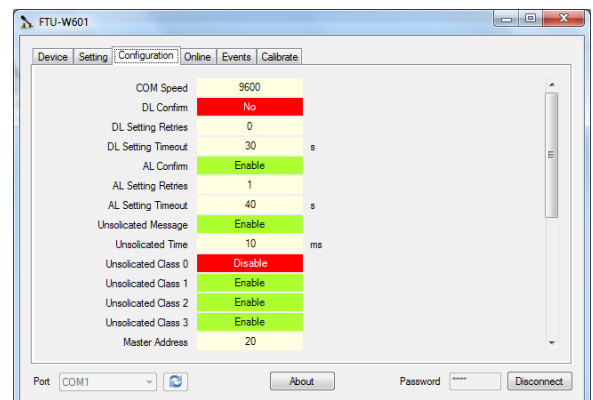 FTU-W601
Device Setting Configuration Online Events Calibrate
COM Speed 9600
DL Confirm No
DL Setting Retries 0
DL Setting Timeout 30 s
AL Confirm Enable
AL Setting Retries 1
AL Setting Timeout 40 s
Unsolicated Message Enable
Unsolicated Time 10 ms
Unsolicated Class 0 Disable
Unsolicated Class 1 Enable
Unsolicated Class 2 Enable
Unsolicated Class 3 Enable
Master Address 20
Port COM1 About Password **** Disconnect